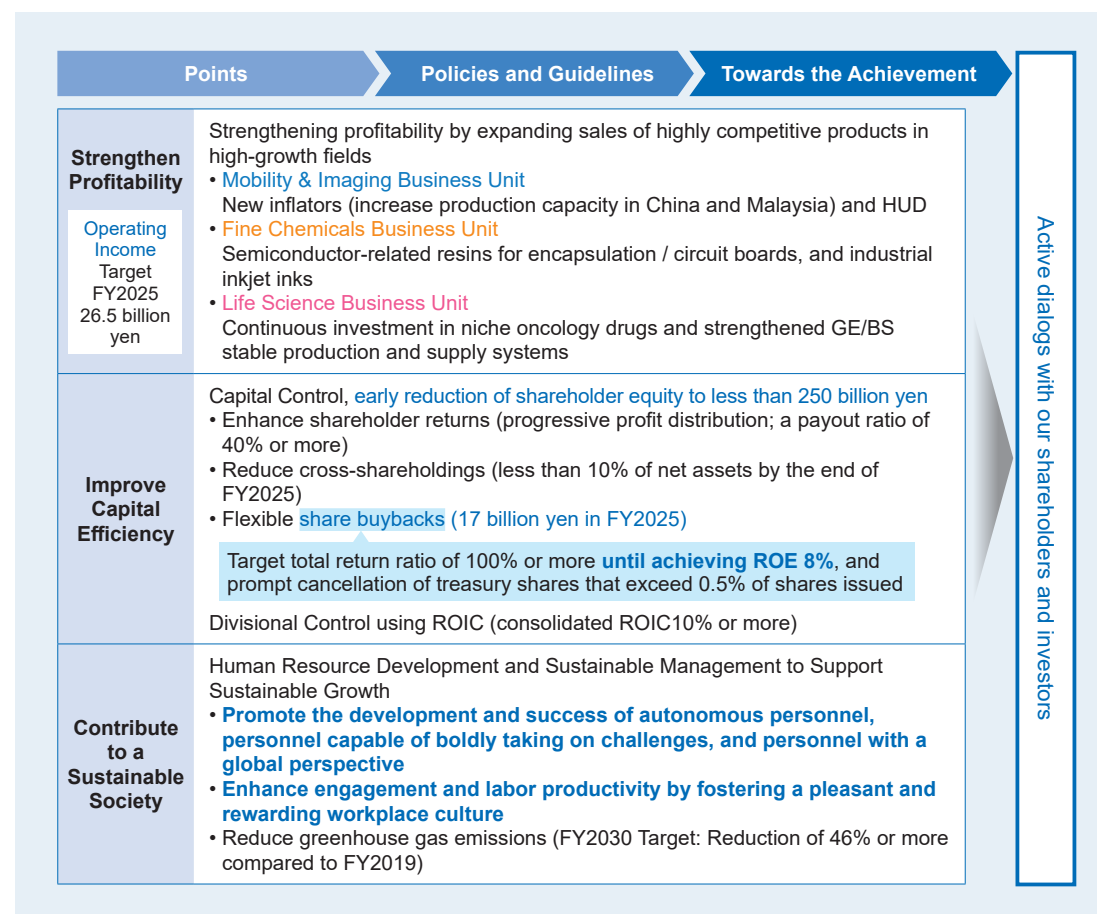 Points
Policies and Guidelines
Towards the Achievement
Strengthen
Profitability
Operating
Income
Target
FY2025
26.5 billion
yen
Strengthening profitability by expanding sales of highly competitive products in
high-growth fields
• Mobility & Imaging Business Unit
New inflators (increase production capacity in China and Malaysia) and HUD
• Fine Chemicals Business Unit
Semiconductor-related resins for encapsulation / circuit boards, and industrial
inkjet inks
• Life Science Business Unit
Continuous investment in niche oncology drugs and strengthened GE/BS
stable production and supply systems
Improve
Capital
Efficiency
Capital Control, early reduction of shareholder equity to less than 250 billion yen
• Enhance shareholder returns (progressive profit distribution; a payout ratio of
40% or more)
• Reduce cross-shareholdings (less than 10% of net assets by the end of
FY2025)
• Flexible share buybacks (17 billion yen in FY2025)
Target total return ratio of 100% or more until achieving ROE 8%, and
prompt cancellation of treasury shares that exceed 0.5% of shares issued
Divisional Control using ROIC (consolidated ROIC10% or more)
Contribute
to a
Sustainable
Society
Human Resource Development and Sustainable Management to Support
Sustainable Growth
• Promote the development and success of autonomous personnel,
personnel capable of boldly taking on challenges, and personnel with a
global perspective
• Enhance engagement and labor productivity by fostering a pleasant and
rewarding workplace culture
• Reduce greenhouse gas emissions (FY2030 Target: Reduction of 46% or more
compared to FY2019)
Active dialogs with our shareholders and investors